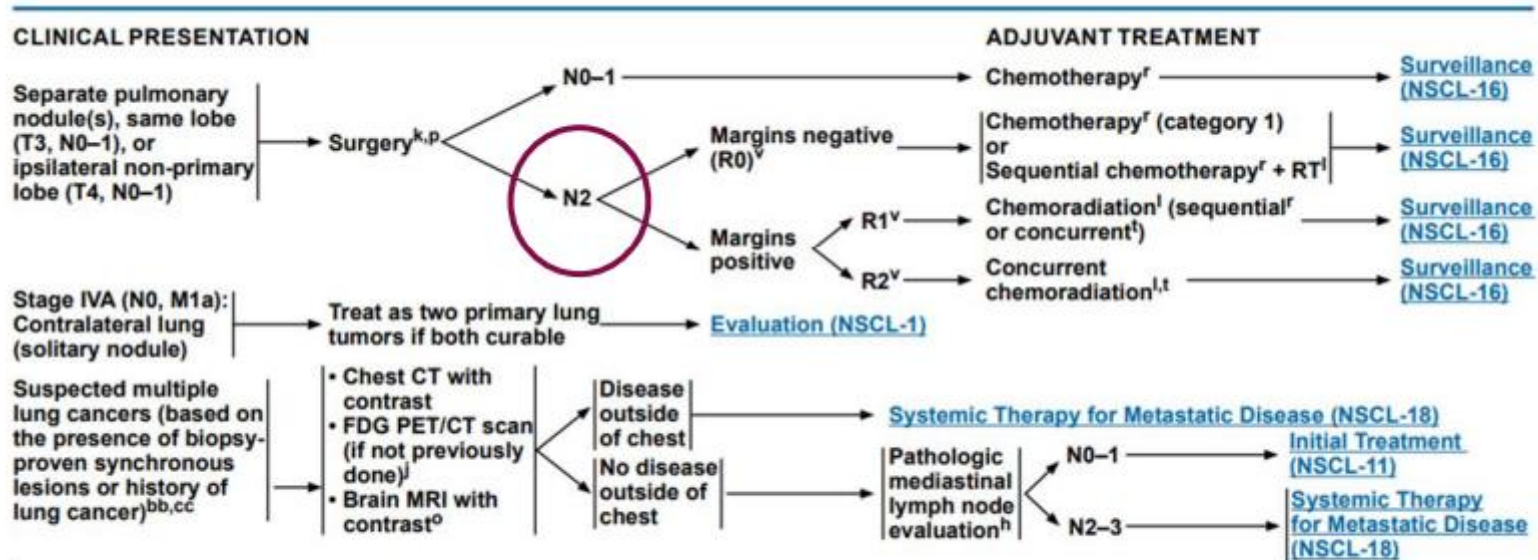 CLINICAL PRESENTATION
ADJUVANT TREATMENT
Separate pulmonary
nodule(s), same lobe
(T3, N0–1), or
ipsilateral non-primary
lobe (T4, N0–1)
Surgeryk,p
N0–1
Chemotherapyr
Surveillance
(NSCL-16)
N2
Margins negative
(R0)v
Chemotherapyr (category 1)
or
Sequential chemotherapyr + RTl
Surveillance
(NSCL-16)
Margins
positive
R1v
Chemoradiationl (sequentialr
or concurrentt)
Surveillance
(NSCL-16)
R2v
Concurrent
chemoradiationl,t
Surveillance
(NSCL-16)
Stage IVA (N0, M1a):
Contralateral lung
(solitary nodule)
Treat as two primary lung
tumors if both curable
Evaluation (NSCL-1)
Suspected multiple
lung cancers (based on
the presence of biopsy-
proven synchronous
lesions or history of
lung cancer)bb,cc
• Chest CT with
contrast
• FDG PET/CT scan
(if not previously
done)j
• Brain MRI with
contrasto
Disease
outside
of chest
Systemic Therapy for Metastatic Disease (NSCL-18)
No disease
outside of
chest
Pathologic
mediastinal
lymph node
evaluationh
N0–1
Initial Treatment
(NSCL-11)
N2–3
Systemic Therapy
for Metastatic Disease
(NSCL-18)